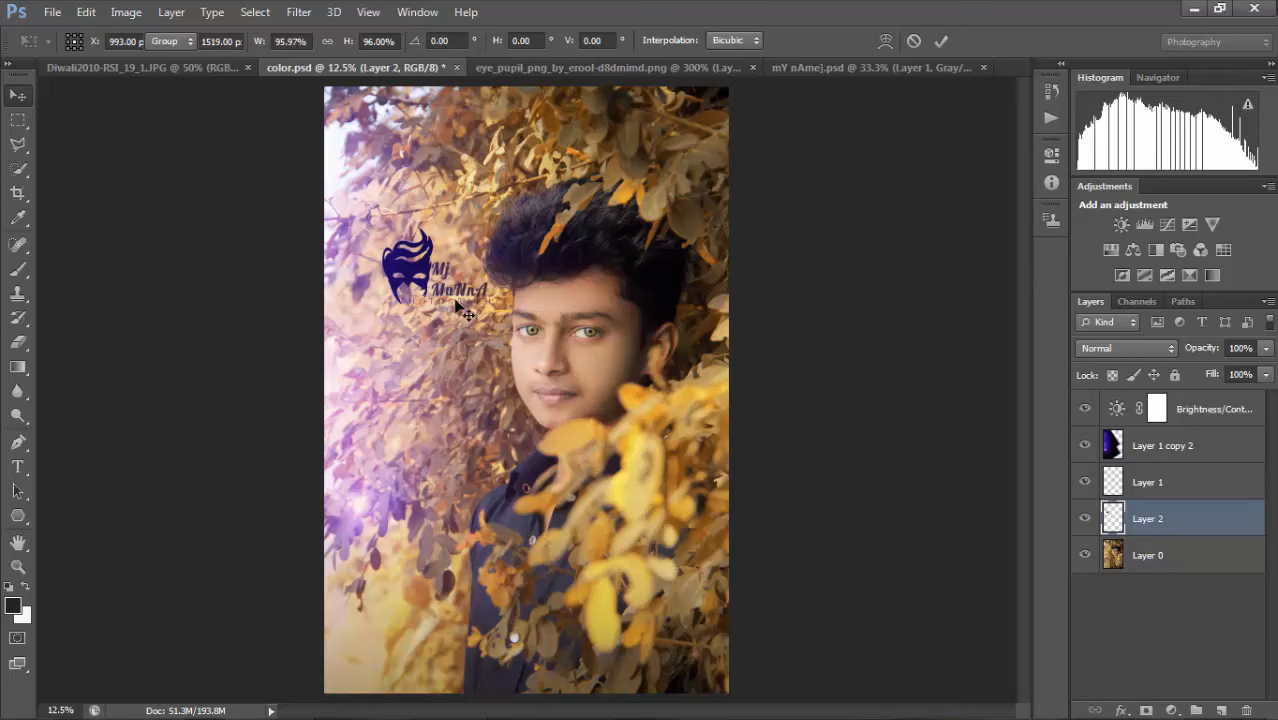 Ps File Edit Image Layer Type Select Filter 3D View Window Help
X: 993.00 p Group 1519.00 p W: 95.97% H: 96.00% 0.00 ° H: 0.00 ° V: 0.00 ° Interpolation: Bicubic Photography
Diwali2010-RSI_19_1.JPG @ 50% (RGB... × color.psd @ 12.5% (Layer 2, RGB/8) * × eye_pupil_png_by_erool-d8dmimd.png @ 300% (Layer... × mY nAme].psd @ 33.3% (Layer 1, Gray/... ×
Histogram Navigator
Adjustments
Add an adjustment
Mj
MuNnA
Layers Channels Paths
Kind
Normal Opacity: 100%
Lock: Fill: 100%
Brightness/Cont...
Layer 1 copy 2
Layer 1
Layer 2
Layer 0
12.5% Doc: 51.3M/193.8M